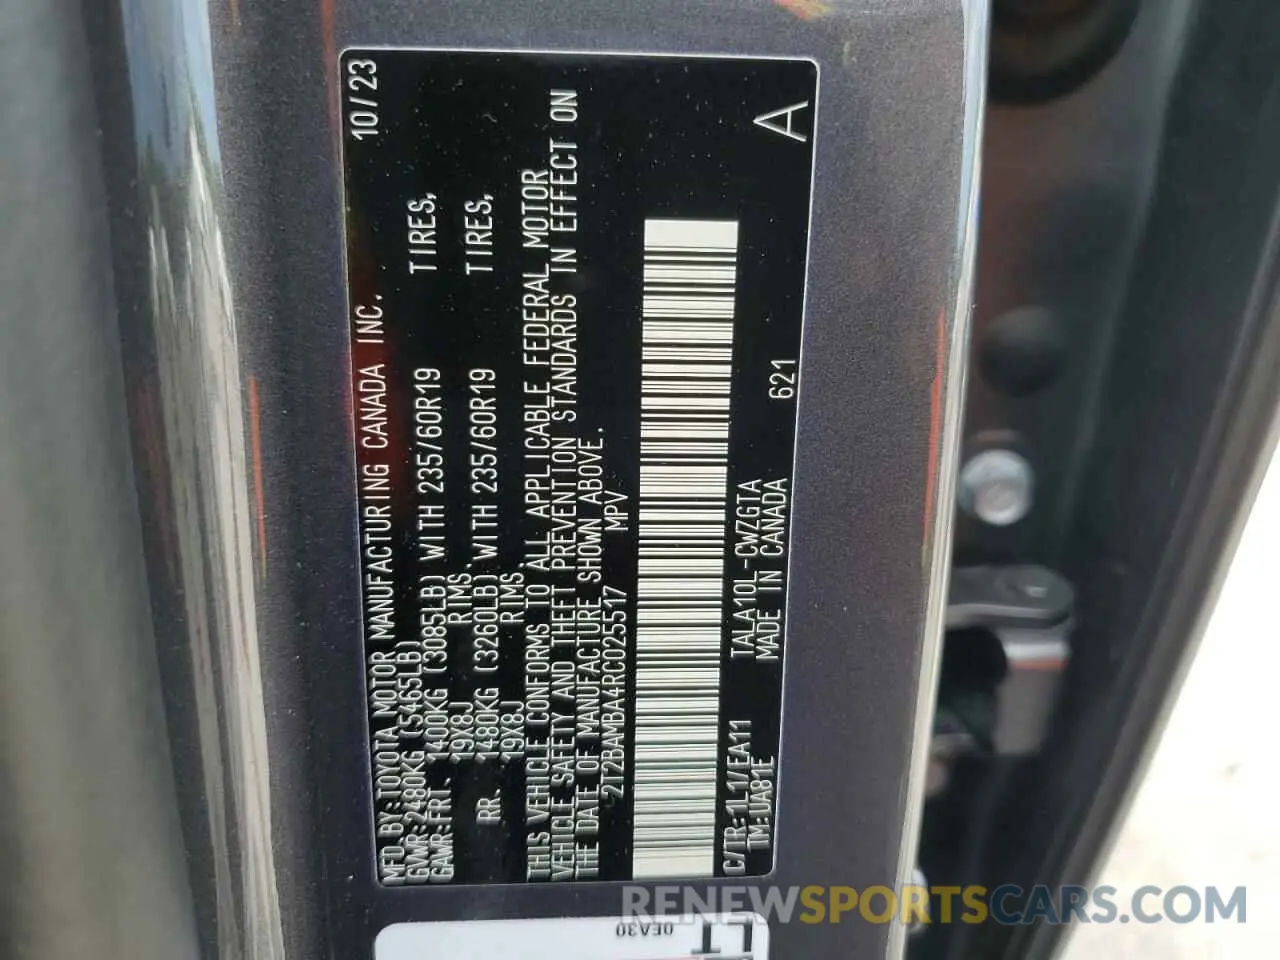 MFD. BY: TOYOTA MOTOR MANUFACTURING CANADA INC. 10/23
GVWR: 2480KG (5465LB)
GAWR: FRT. 1400KG (3085LB) WITH 235/60R19 TIRES,
19X8J RIMS,
RR. 1480KG (3260LB) WITH 235/60R19 TIRES,
19X8J RIMS
THIS VEHICLE CONFORMS TO ALL APPLICABLE FEDERAL MOTOR
VEHICLE SAFETY AND THEFT PREVENTION STANDARDS IN EFFECT ON
THE DATE OF MANUFACTURE SHOWN ABOVE.
2T2BAMBA4RC025517 MPV
A
C/TR: 1L1/EA11 TALA10L-CWZGTA
TM: UA81E MADE IN CANADA 621
0EA30
LT
RENEWSPORTSCARS.COM